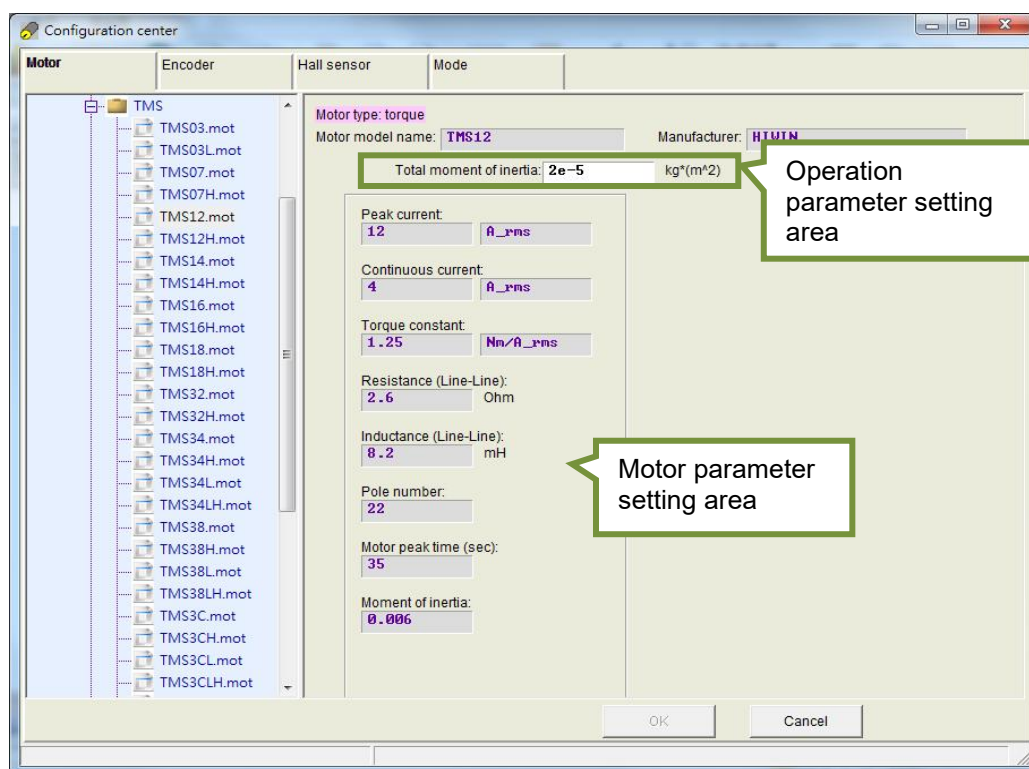 Configuration center
Motor
Encoder
Hall sensor
Mode
TMS
TMS03.mot
TMS03L.mot
TMS07.mot
TMS07H.mot
TMS12.mot
TMS12H.mot
TMS14.mot
TMS14H.mot
TMS16.mot
TMS16H.mot
TMS18.mot
TMS18H.mot
TMS32.mot
TMS32H.mot
TMS34.mot
TMS34H.mot
TMS34L.mot
TMS34LH.mot
TMS38.mot
TMS38H.mot
TMS38L.mot
TMS38LH.mot
TMS3C.mot
TMS3CH.mot
TMS3CL.mot
TMS3CLH.mot
Motor type: torque
Motor model name: TMS12 Manufacturer: HIWIN
Total moment of inertia: 2e-5 kg*(m^2)
Operation
parameter setting
area
Peak current:
12 A_rms
Continuous current:
4 A_rms
Torque constant:
1.25 Nm/A_rms
Resistance (Line-Line):
2.6 Ohm
Inductance (Line-Line):
8.2 mH
Motor parameter
setting area
Pole number:
22
Motor peak time (sec):
35
Moment of inertia:
0.006
OK Cancel